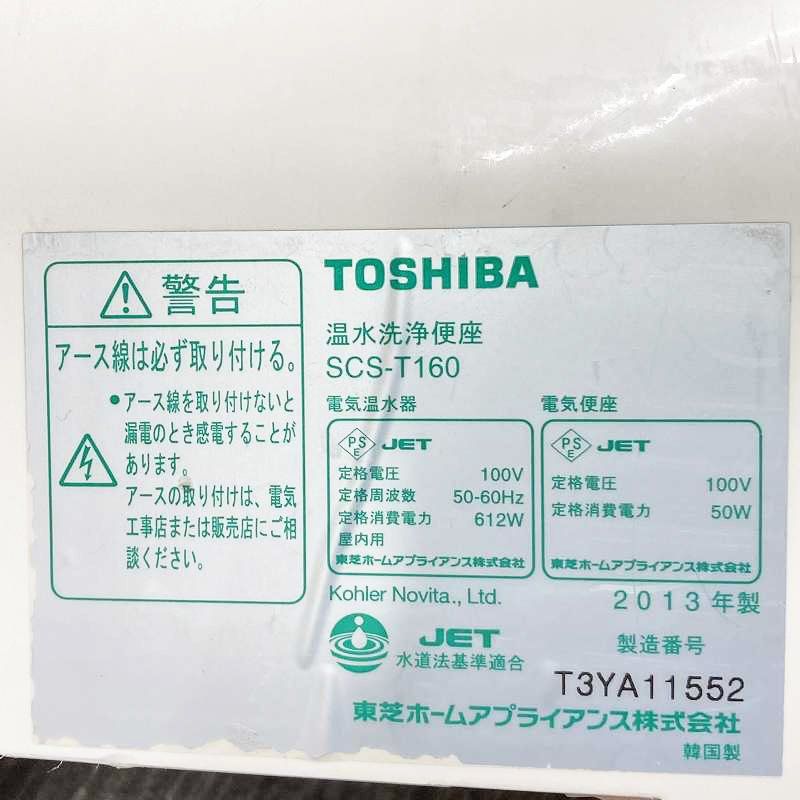 警告
アース線は必ず取り付ける。
•アース線を取り付けないと
漏電のとき感電することが
あります。
アースの取り付けは、電気
工事店または販売店にご相
談ください。
TOSHIBA
温水洗浄便座
SCS-T160
電気温水器
PSE JET
定格電圧 100V
定格周波数 50-60Hz
定格消費電力 612W
屋内用
東芝ホームアプライアンス株式会社
電気便座
PSE JET
定格電圧 100V
定格消費電力 50W
東芝ホームアプライアンス株式会社
Kohler Novita., Ltd.
2013年製
JET
水道法基準適合
製造番号
T3YA11552
東芝ホームアプライアンス株式会社
韓国製